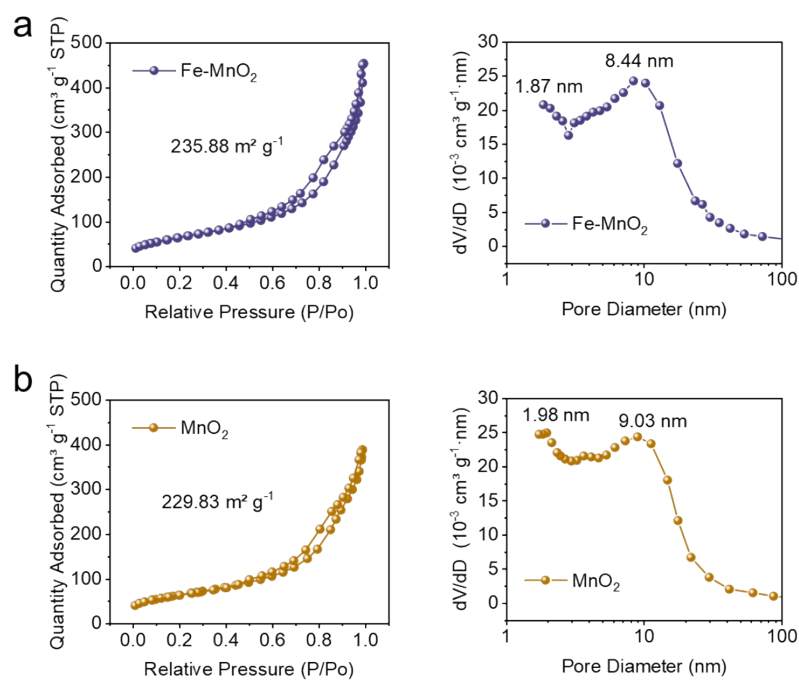 a
Quantity Adsorbed (cm³ g⁻¹ STP)
500
400
300
200
100
0
Fe-MnO₂
235.88 m² g⁻¹
0.0 0.2 0.4 0.6 0.8 1.0
Relative Pressure (P/Po)
dV/dD (10⁻³ cm³ g⁻¹·nm)
30
25
20
15
10
5
0
1.87 nm
8.44 nm
Fe-MnO₂
1 10 100
Pore Diameter (nm)
b
Quantity Adsorbed (cm³ g⁻¹ STP)
500
400
300
200
100
0
MnO₂
229.83 m² g⁻¹
0.0 0.2 0.4 0.6 0.8 1.0
Relative Pressure (P/Po)
dV/dD (10⁻³ cm³ g⁻¹·nm)
30
25
20
15
10
5
0
1.98 nm
9.03 nm
MnO₂
1 10 100
Pore Diameter (nm)